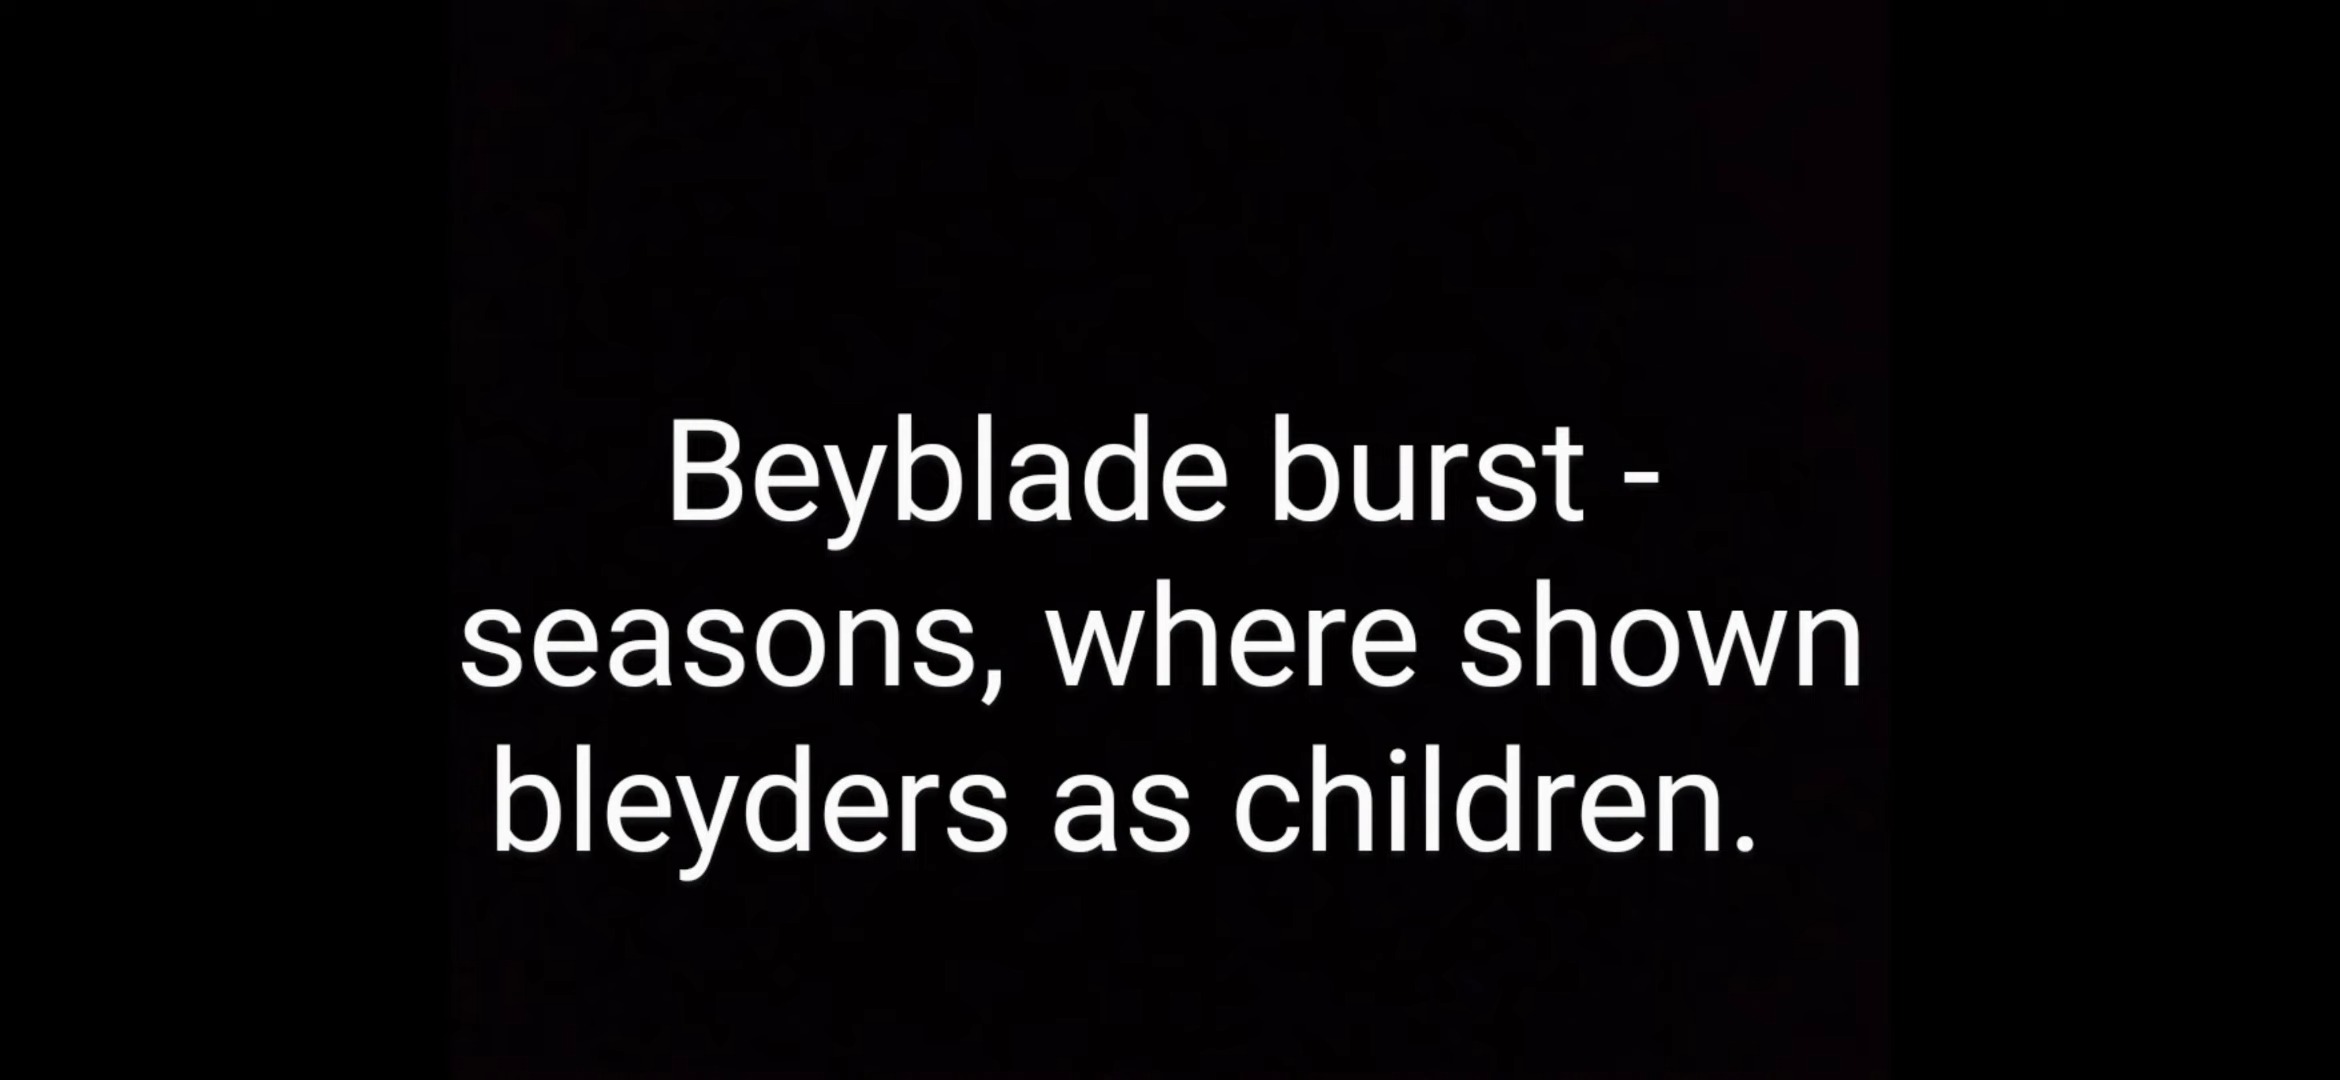 Beyblade burst -
seasons, where shown
bleyders as children.